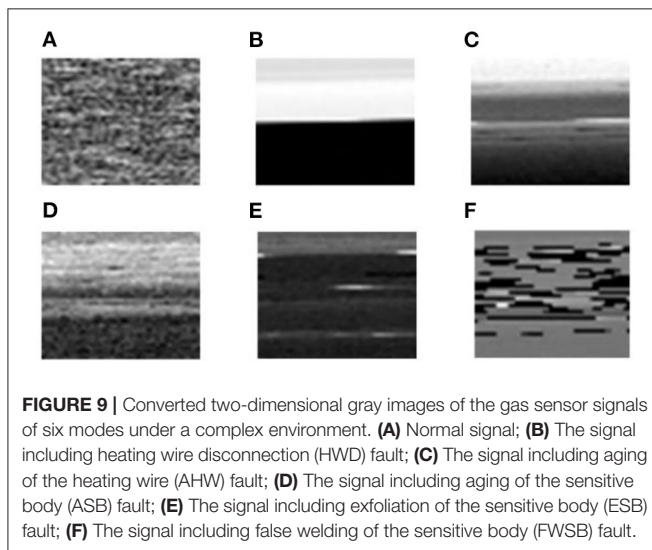 A
B
C
D
E
F
FIGURE 9 | Converted two-dimensional gray images of the gas sensor signals
of six modes under a complex environment. (A) Normal signal; (B) The signal
including heating wire disconnection (HWD) fault; (C) The signal including aging
of the heating wire (AHW) fault; (D) The signal including aging of the sensitive
body (ASB) fault; (E) The signal including exfoliation of the sensitive body (ESB)
fault; (F) The signal including false welding of the sensitive body (FWSB) fault.